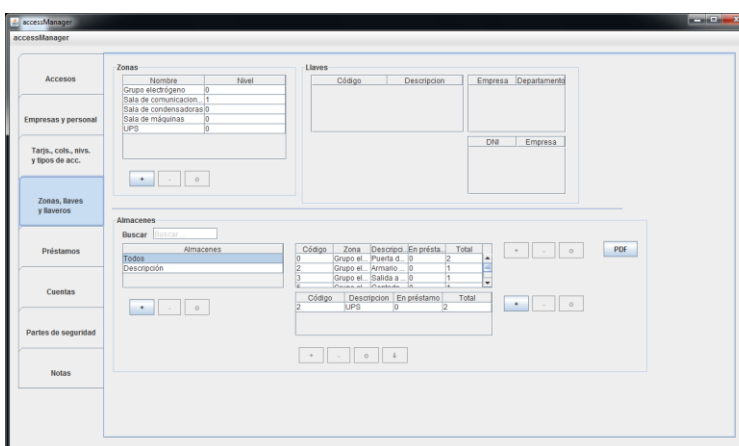 accessManager
accessManager
Accesos
Empresas y personal
Tarjs., cols., nivs.
y tipos de acc.
Zonas, llaves
y llaveros
Préstamos
Cuentas
Partes de seguridad
Notas
Zonas
Nombre Nivel
Grupo electrógeno 0
Sala de comunicacion... 1
Sala de condensadoras 0
Sala de máquinas 0
UPS 0
+ - o
Llaves
Código Descripcion
Empresa Departamento
DNI Empresa
Almacenes
Buscar Buscar...
Almacenes
Todos
Descripción
+ - o
Código Zona Descripci... En présta... Total
0 Grupo el... Puerta d... 0 2
2 Grupo el... Armario ... 0 1
3 Grupo el... Salida a ... 0 1
+ - o
PDF
Código Descripcion En préstamo Total
2 UPS 0 2
+ - o
+ - o ⬇